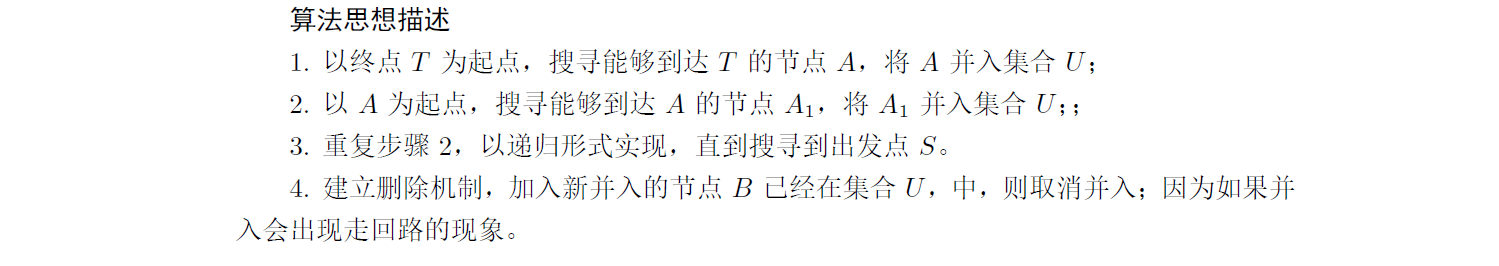 算法思想描述
1. 以终点 T 为起点，搜寻能够到达 T 的节点 A，将 A 并入集合 U；
2. 以 A 为起点，搜寻能够到达 A 的节点 A₁，将 A₁ 并入集合 U；；
3. 重复步骤 2，以递归形式实现，直到搜寻到出发点 S。
4. 建立删除机制，加入新并入的节点 B 已经在集合 U，中，则取消并入；因为如果并
入会出现走回路的现象。